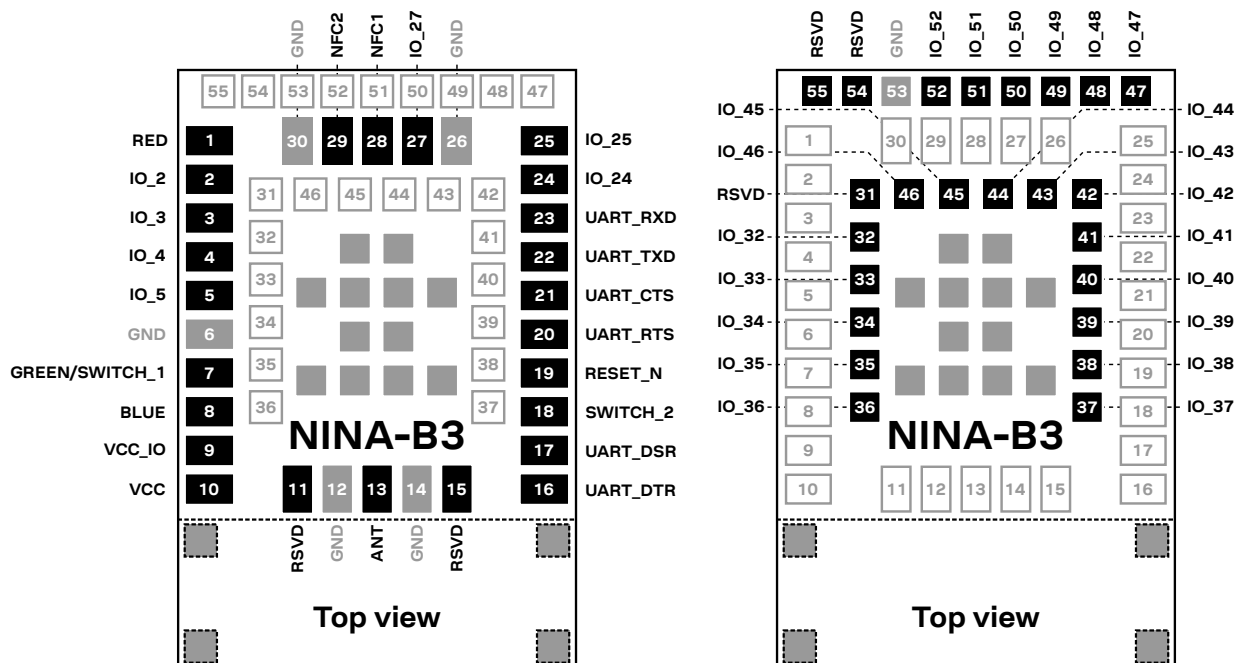 GND NFC2 NFC1 IO_27 GND
55 54 53 52 51 50 49 48 47
RED 1 30 29 28 27 26 25 IO_25
IO_2 2 24 IO_24
31 46 45 44 43 42
IO_3 3 23 UART_RXD
32 41
IO_4 4 22 UART_TXD
33 40
IO_5 5 21 UART_CTS
34 39
GND 6 20 UART_RTS
35 38
GREEN/SWITCH_1 7 19 RESET_N
36 37
BLUE 8 18 SWITCH_2
NINA-B3
VCC_IO 9 17 UART_DSR
VCC 10 11 12 13 14 15 16 UART_DTR
RSVD GND ANT GND RSVD
Top view
RSVD RSVD GND IO_52 IO_51 IO_50 IO_49 IO_48 IO_47
55 54 53 52 51 50 49 48 47
IO_45 IO_44
1 30 29 28 27 26 25
IO_46 IO_43
2 24
RSVD 31 46 45 44 43 42 IO_42
3 23
IO_32 32 41 IO_41
4 22
IO_33 33 40 IO_40
5 21
IO_34 34 39 IO_39
6 20
IO_35 35 38 IO_38
7 19
IO_36 36 37 IO_37
8 18
NINA-B3
9 17
10 11 12 13 14 15 16
Top view